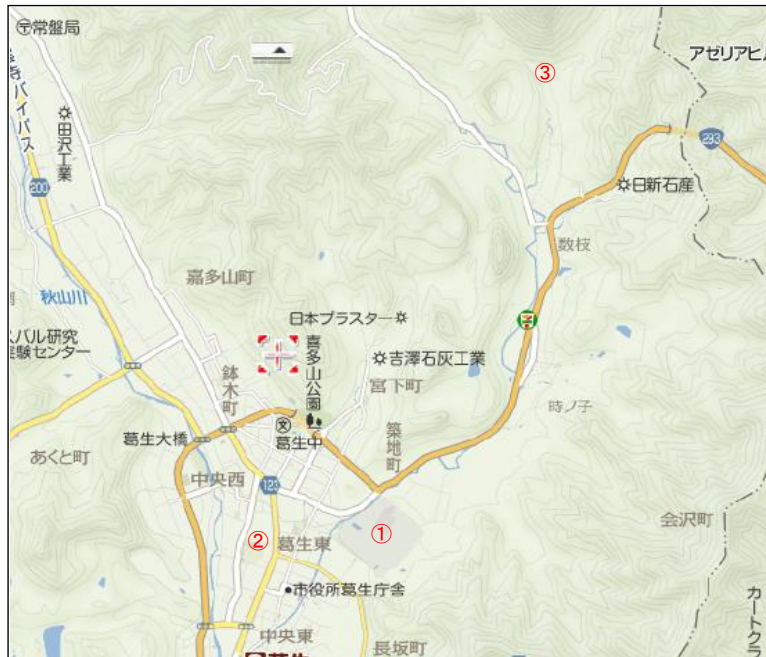 〒常盤局
バイパス
田沢工業
200
秋山川
嘉多山町
日本プラスター
吉澤石灰工業
宮下町
喜多山公園
鉢木町
葛生中
文
築地町
葛生大橋
あくと町
中央西
123
②
葛生東
①
市役所葛生庁舎
中央東
長坂町
葛生
③
アゼリアヒル
293
日新石産
数枝
時ノ子
会沢町
カートクラ
バル研究
験センター